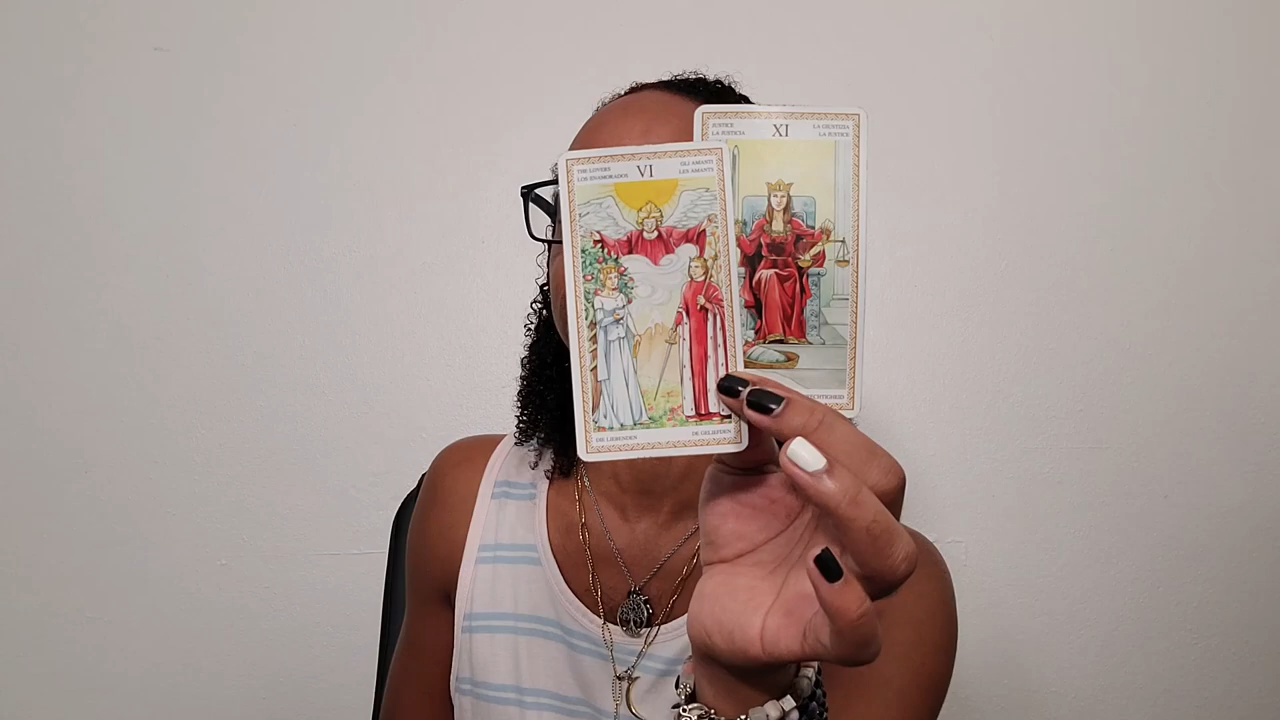 THE LOVERS
LOS ENAMORADOS
VI
GLI AMANTI
LES AMANTS
DIE LIEBENDEN
DE GELIEFDEN
JUSTICE
LA JUSTICIA
XI
LA GIUSTIZIA
LA JUSTICE